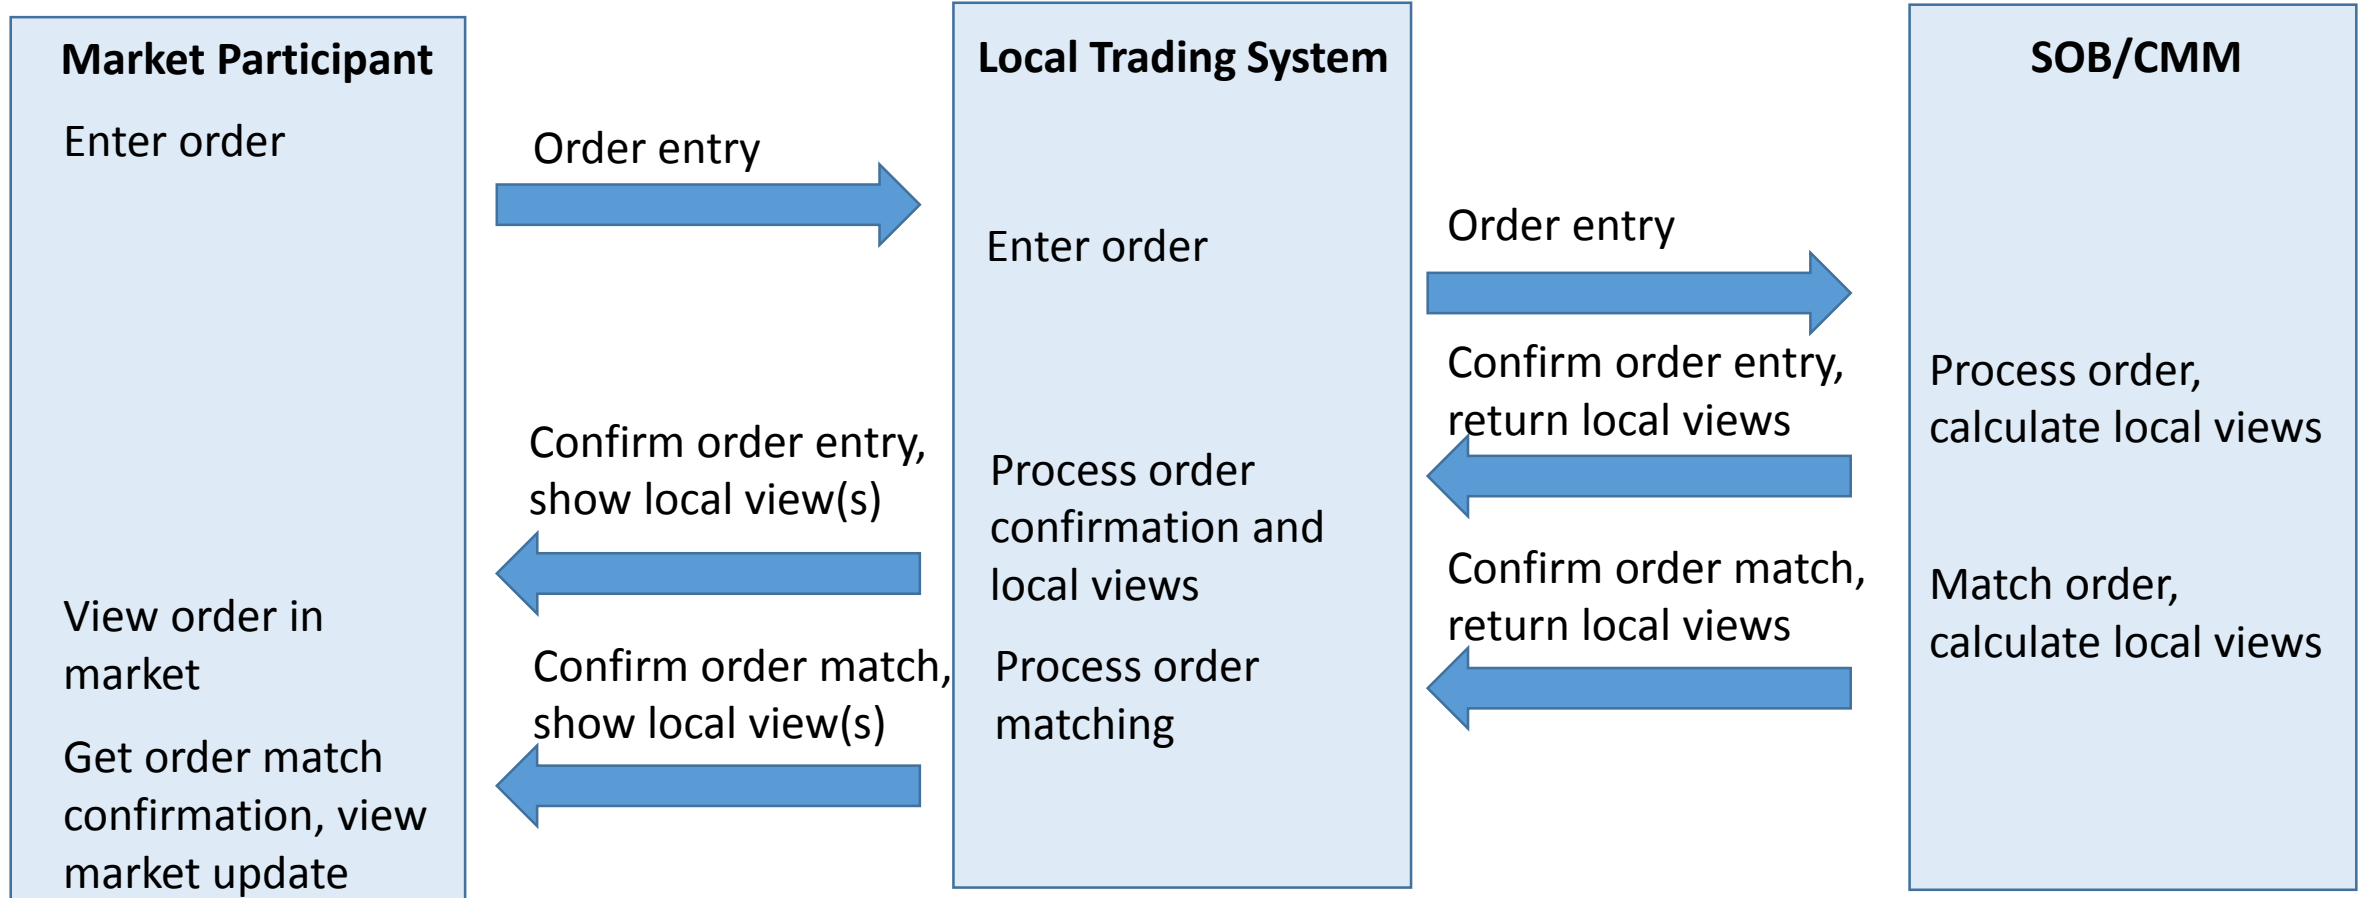 Market Participant
Enter order
View order in
market
Get order match
confirmation, view
market update
Order entry
Confirm order entry,
show local view(s)
Confirm order match,
show local view(s)
Local Trading System
Enter order
Process order
confirmation and
local views
Process order
matching
Order entry
Confirm order entry,
return local views
Confirm order match,
return local views
SOB/CMM
Process order,
calculate local views
Match order,
calculate local views